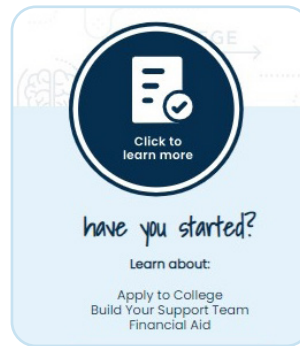 Click to
learn more
have you started?
Learn about:
Apply to College
Build Your Support Team
Financial Aid